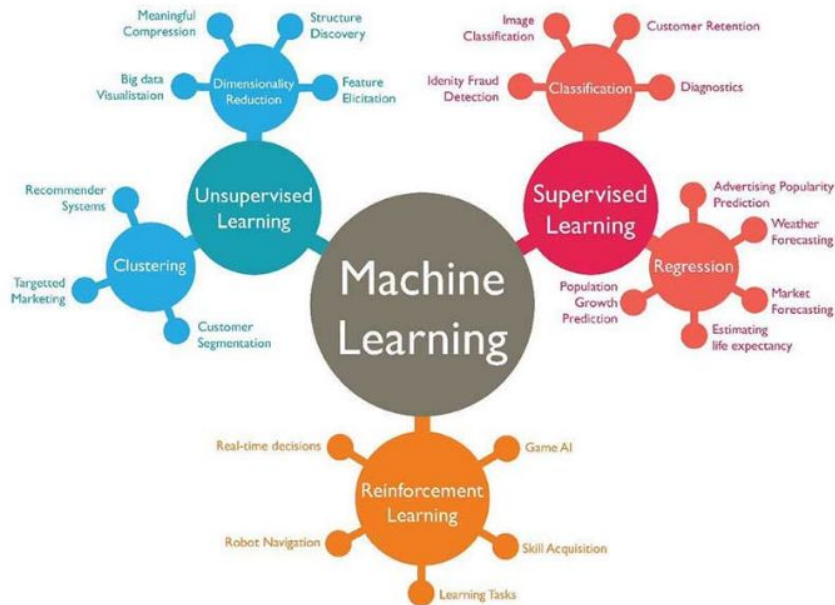 Meaningful
Compression
Structure
Discovery
Big data
Visualistaion
Dimensionality
Reduction
Feature
Elicitation
Unsupervised
Learning
Recommender
Systems
Clustering
Targetted
Marketing
Customer
Segmentation
Machine
Learning
Image
Classification
Customer Retention
Idenity Fraud
Detection
Classification
Diagnostics
Supervised
Learning
Advertising Popularity
Prediction
Weather
Forecasting
Regression
Population
Growth
Prediction
Market
Forecasting
Estimating
life expectancy
Real-time decisions
Game AI
Reinforcement
Learning
Robot Navigation
Skill Acquisition
Learning Tasks